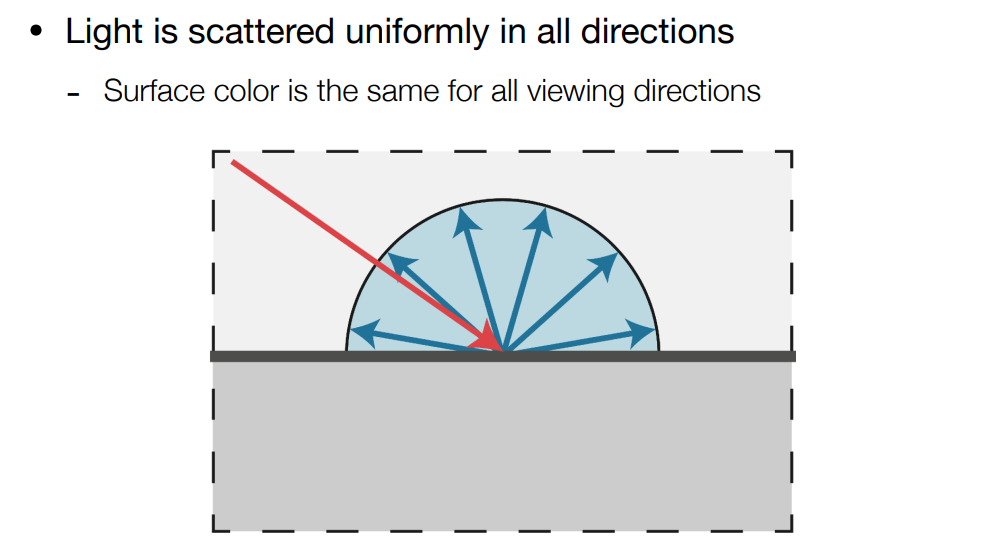 • Light is scattered uniformly in all directions
- Surface color is the same for all viewing directions